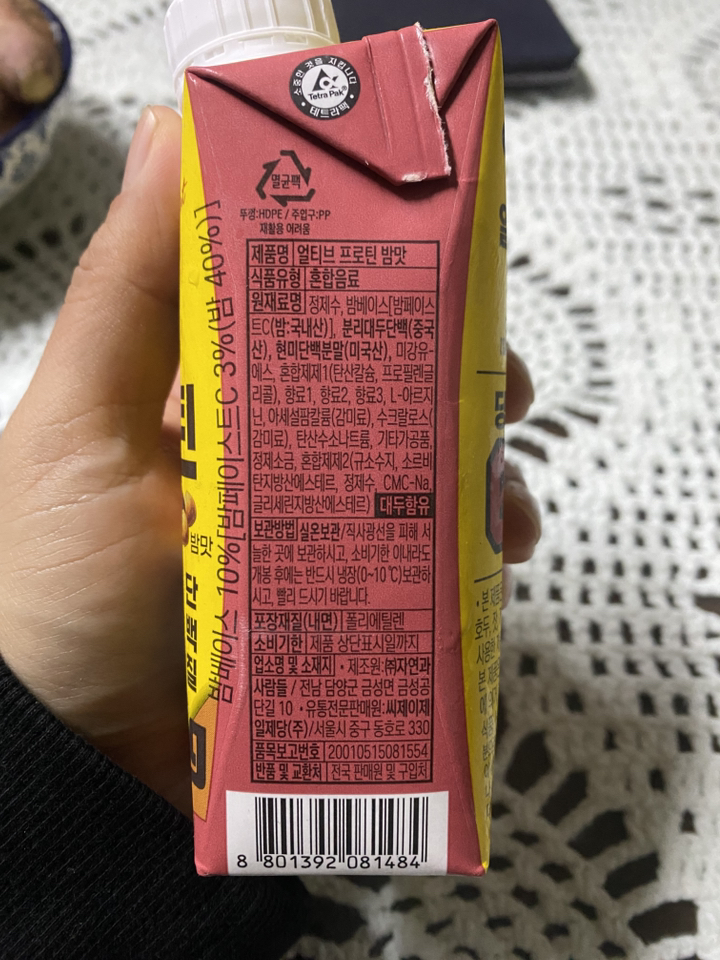 소중한 것을 지킵니다
Tetra Pak®
테트라팩
멸균팩
뚜껑:HDPE / 주입구:PP
재활용 어려움
제품명 얼티브 프로틴 밤맛
식품유형 혼합음료
원재료명 정제수, 밤베이스[밤페이스
트C(밤:국내산)], 분리대두단백(중국
산), 현미단백분말(미국산), 미강유-
에스, 혼합제제1(탄산칼슘, 프로필렌글
리콜), 향료1, 향료2, 향료3, L-아르지
닌, 아세설팜칼륨(감미료), 수크랄로스(
감미료), 탄산수소나트륨, 기타가공품,
정제소금, 혼합제제2(규소수지, 소르비
탄지방산에스테르, 정제수, CMC-Na,
글리세린지방산에스테르) 대두함유
보관방법 실온보관/직사광선을 피해 서
늘한 곳에 보관하시고, 소비기한 이내라도
개봉 후에는 반드시 냉장(0~10℃)보관하
시고, 빨리 드시기 바랍니다.
포장재질(내면) 폴리에틸렌
소비기한 제품 상단표시일까지
업소명 및 소재지 • 제조원:㈜자연과
사람들 / 전남 담양군 금성면 금성공
단길 10 •유통전문판매원:씨제이제
일제당(주)/서울시 중구 동호로 330
품목보고번호 20010515081554
반품 및 교환처 전국 판매원 및 구입처
8 801392 081484
밤베이스 10%[밤페이스트C 3%(밤 40%)]
밤맛
단백질